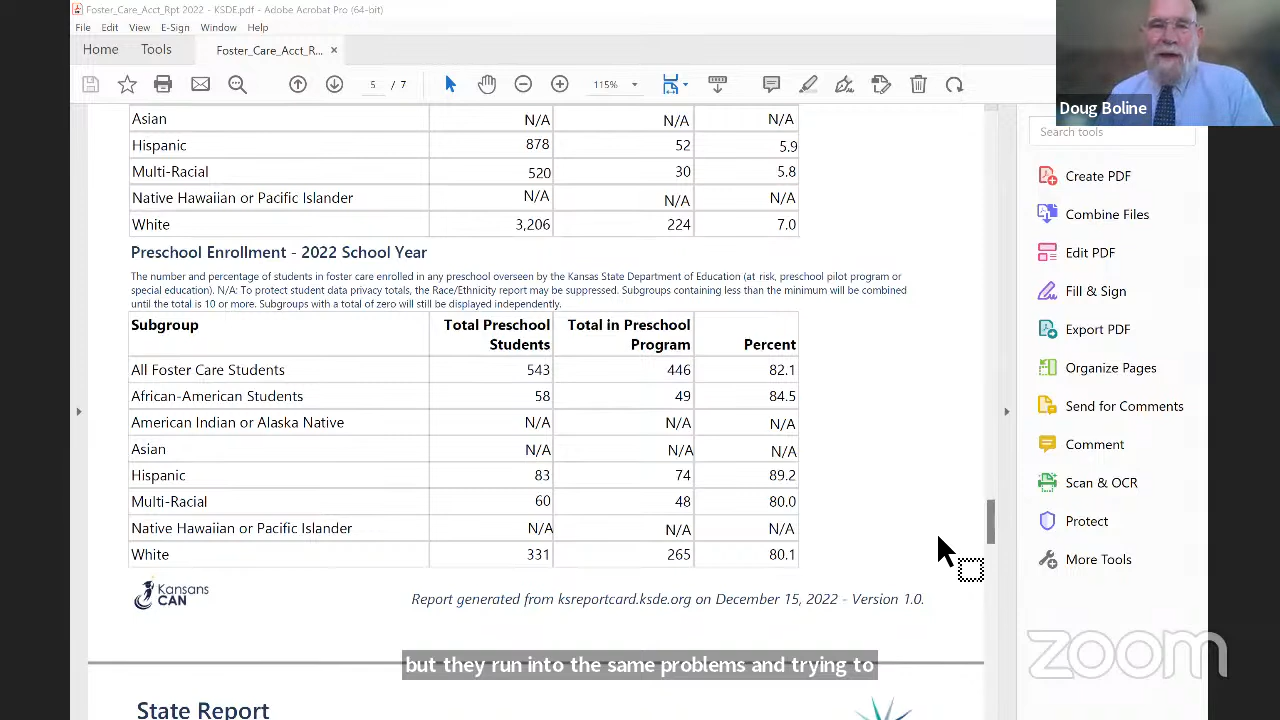 Foster_Care_Acct_Rpt 2022 - KSDE.pdf - Adobe Acrobat Pro (64-bit)
File Edit View E-Sign Window Help
Home Tools Foster_Care_Acct_R... ×
5 / 7 115%
Doug Boline
Search tools
Asian N/A N/A N/A
Hispanic 878 52 5.9
Multi-Racial 520 30 5.8
Native Hawaiian or Pacific Islander N/A N/A N/A
White 3,206 224 7.0
Preschool Enrollment - 2022 School Year
The number and percentage of students in foster care enrolled in any preschool overseen by the Kansas State Department of Education (at risk, preschool pilot program or
special education). N/A: To protect student data privacy totals, the Race/Ethnicity report may be suppressed. Subgroups containing less than the minimum will be combined
until the total is 10 or more. Subgroups with a total of zero will still be displayed independently.
Subgroup Total Preschool Students Total in Preschool Program Percent
All Foster Care Students 543 446 82.1
African-American Students 58 49 84.5
American Indian or Alaska Native N/A N/A N/A
Asian N/A N/A N/A
Hispanic 83 74 89.2
Multi-Racial 60 48 80.0
Native Hawaiian or Pacific Islander N/A N/A N/A
White 331 265 80.1
Kansans
CAN
Report generated from ksreportcard.ksde.org on December 15, 2022 - Version 1.0.
State Report
Create PDF
Combine Files
Edit PDF
Fill & Sign
Export PDF
Organize Pages
Send for Comments
Comment
Scan & OCR
Protect
More Tools
zoom
but they run into the same problems and trying to